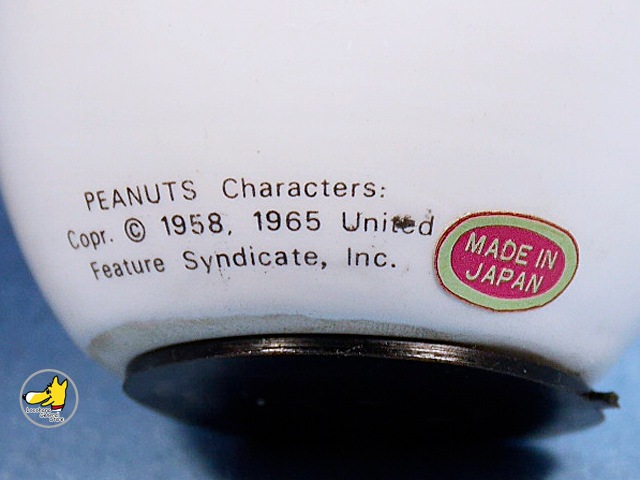 PEANUTS Characters:
Copr. © 1958, 1965 United
Feature Syndicate, Inc.
MADE IN
JAPAN